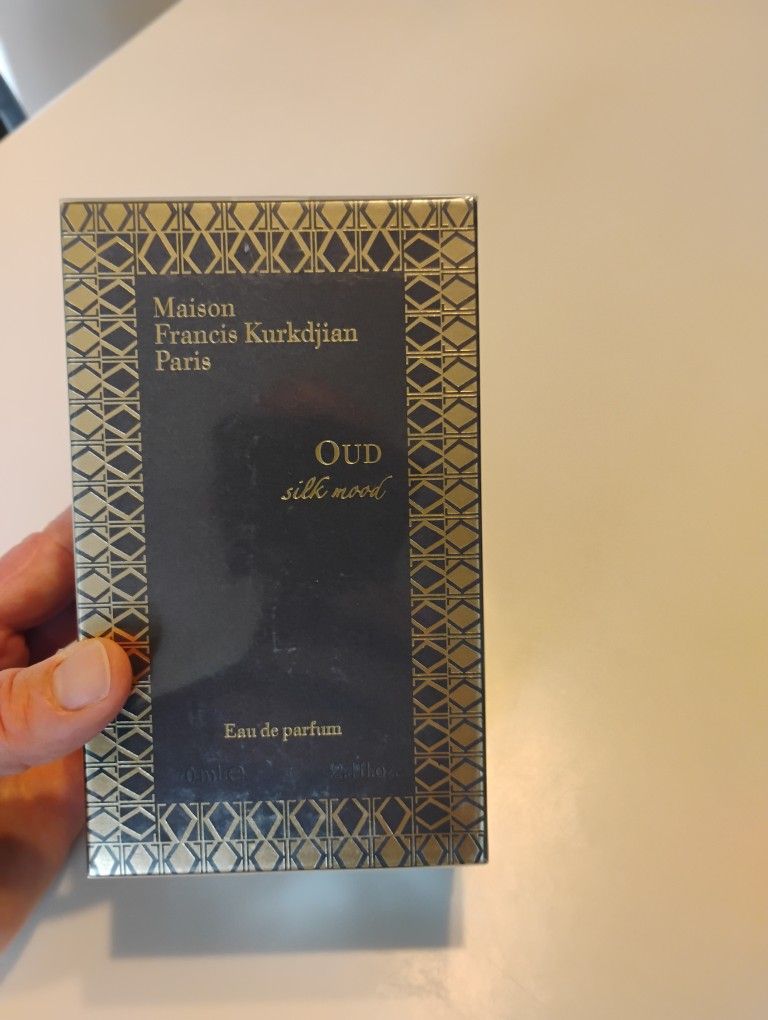 Maison
Francis Kurkdjian
Paris
OUD
silk mood
Eau de parfum